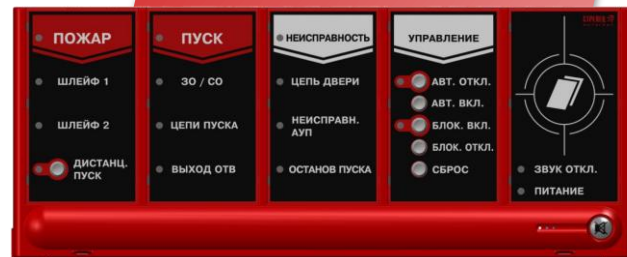 ПОЖАР
ШЛЕЙФ 1
ШЛЕЙФ 2
ДИСТАНЦ.
ПУСК
ПУСК
ЗО / СО
ЦЕПИ ПУСКА
ВЫХОД ОТВ
НЕИСПРАВНОСТЬ
ЦЕПЬ ДВЕРИ
НЕИСПРАВН.
АУП
ОСТАНОВ ПУСКА
УПРАВЛЕНИЕ
АВТ. ОТКЛ.
АВТ. ВКЛ.
БЛОК. ВКЛ.
БЛОК. ОТКЛ.
СБРОС
ЗВУК ОТКЛ.
ПИТАНИЕ